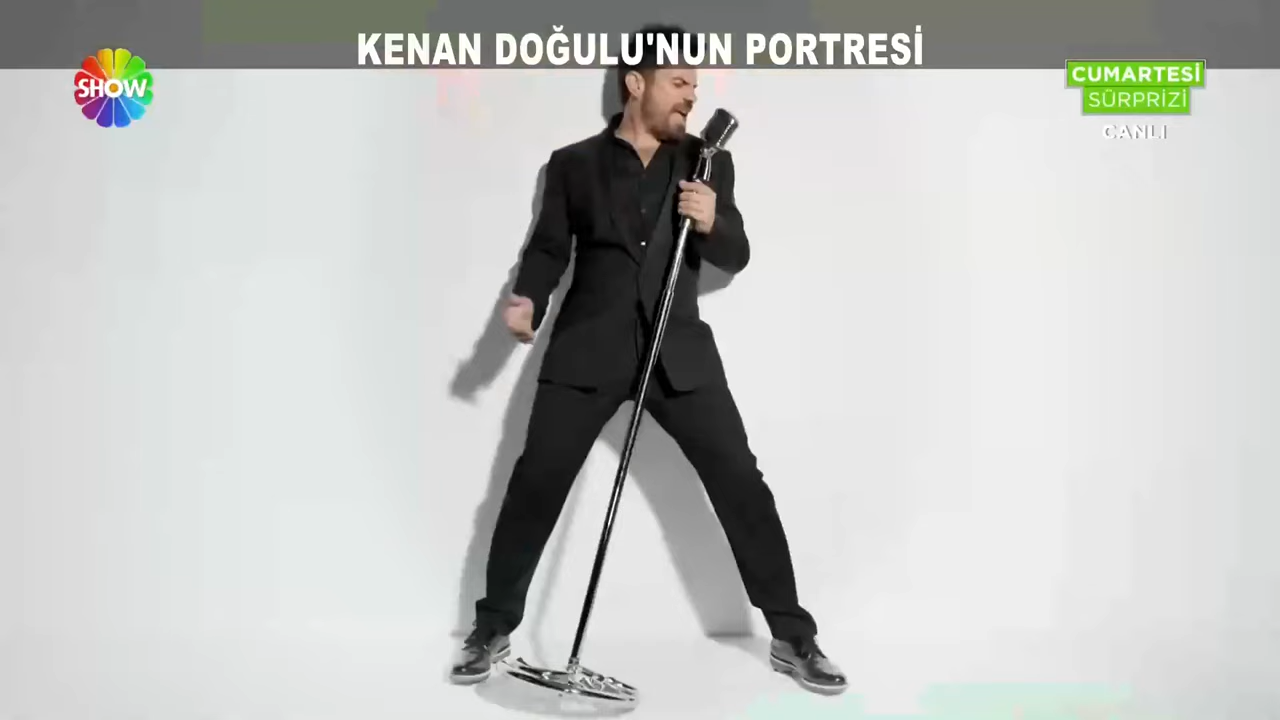 KENAN DOĞULU'NUN PORTRESİ
SHOW
CUMARTESİ
SÜRPRİZİ
CANLI